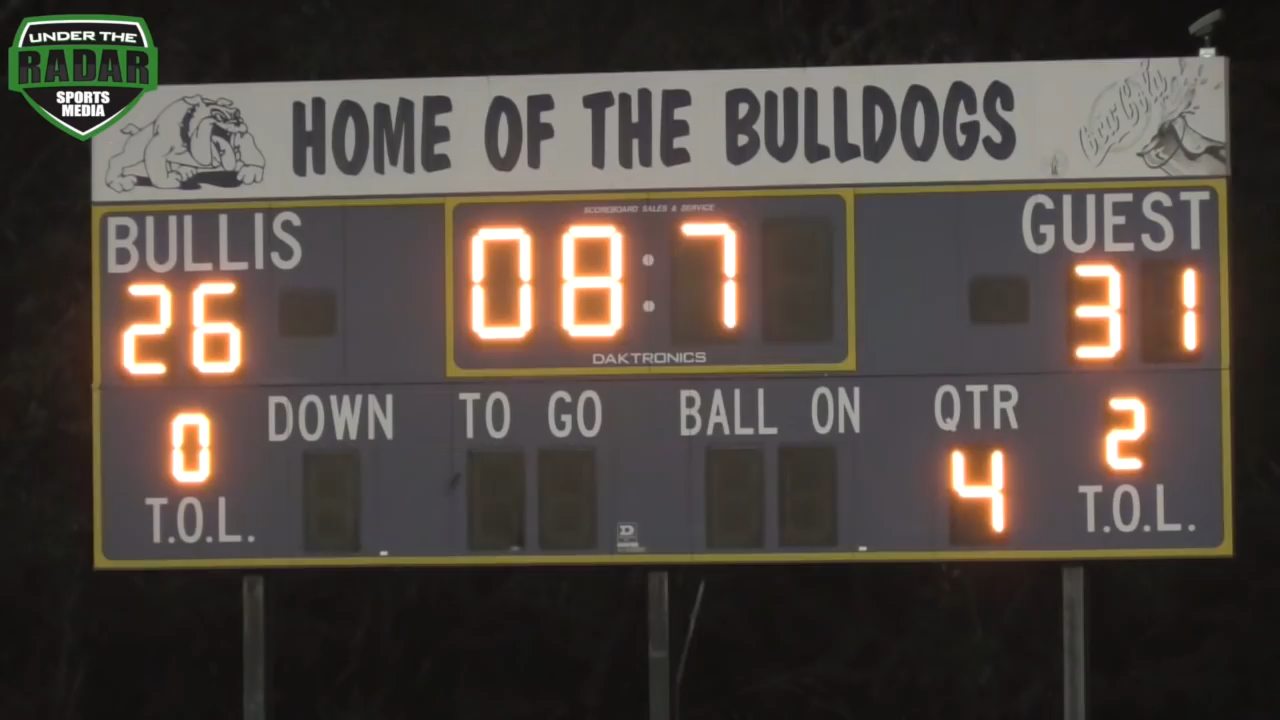 UNDER THE
RADAR
SPORTS
MEDIA
HOME OF THE BULLDOGS
Coca-Cola
SCOREBOARD SALES & SERVICE
BULLIS
08:7
GUEST
26
31
DAKTRONICS
DOWN
TO GO
BALL ON
QTR
0
4
2
T.O.L.
T.O.L.
D